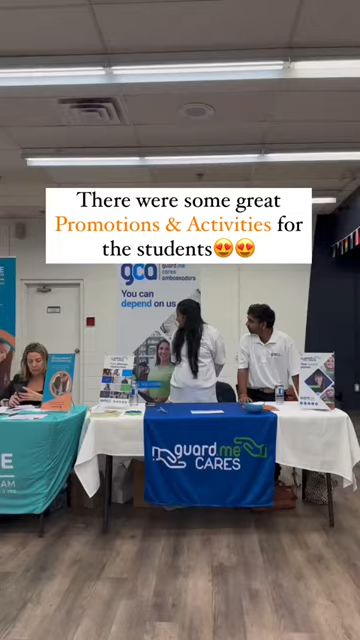 There were some great
Promotions & Activities for
the students😍😍
gca
guard.me
cares
ambassadors
You can
depend on us
guard.me
CARES
E
AM